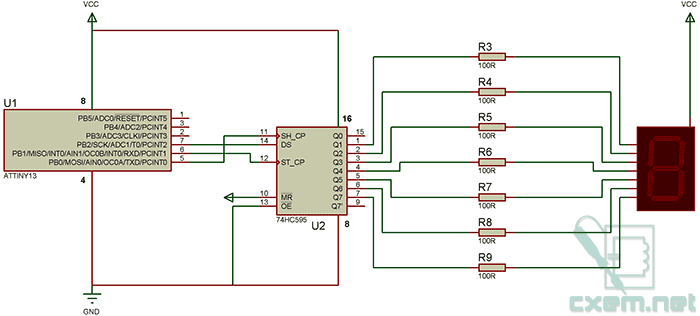 VCC
VCC
R3
100R
R4
100R
R5
100R
R6
100R
R7
100R
R8
100R
R9
100R
U1
8
PB5/ADC0/RESET/PCINT5 1
PB4/ADC2/PCINT4 3
PB3/ADC3/CLKI/PCINT3 2
PB2/SCK/ADC1/T0/PCINT2 7
PB1/MISO/INT0/AIN1/OC0B/INT0/RXD/PCINT1 6
PB0/MOSI/AIN0/OC0A/TXD/PCINT0 5
ATTINY13
4
GND
16
11 SH_CP Q0 15
14 DS Q1 1
Q2 2
12 ST_CP Q3 3
Q4 4
Q5 5
10 MR Q6 6
13 OE Q7 7
Q7' 9
74HC595
U2
8
cxem.net